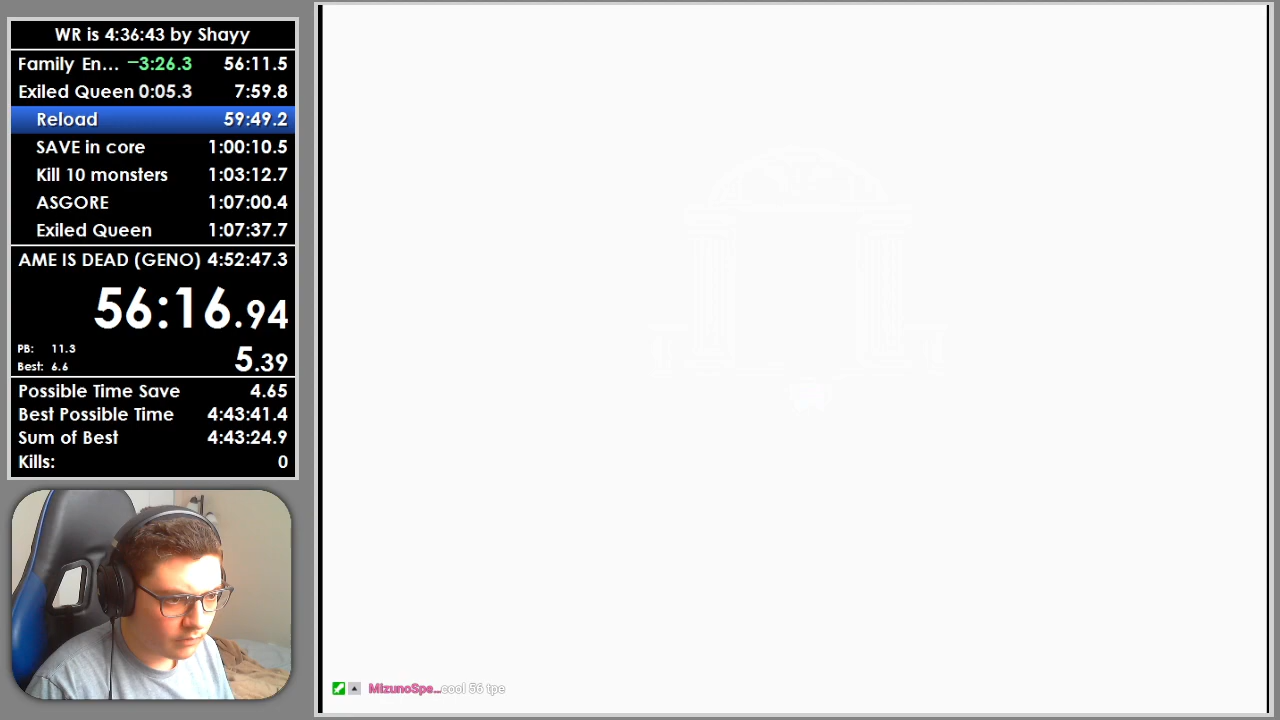 WR is 4:36:43 by Shayy
Family En... −3:26.3 56:11.5
Exiled Queen 0:05.3 7:59.8
Reload 59:49.2
SAVE in core 1:00:10.5
Kill 10 monsters 1:03:12.7
ASGORE 1:07:00.4
Exiled Queen 1:07:37.7
AME IS DEAD (GENO) 4:52:47.3
56:16.94
PB: 11.3
Best: 6.6
5.39
Possible Time Save 4.65
Best Possible Time 4:43:41.4
Sum of Best 4:43:24.9
Kills: 0
MizunoSpe...cool 56 tpe